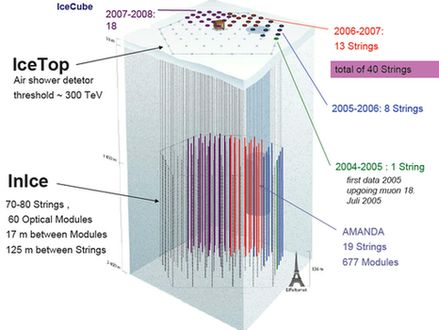 IceCube
2007-2008:
18
2006-2007:
13 Strings
total of 40 Strings
IceTop
Air shower detetor
threshold ~ 300 TeV
2005-2006: 8 Strings
2004-2005 : 1 String
first data 2005
upgoing muon 18.
Juli 2005
InIce
70-80 Strings ,
60 Optical Modules
17 m between Modules
125 m between Strings
AMANDA
19 Strings
677 Modules
324 m